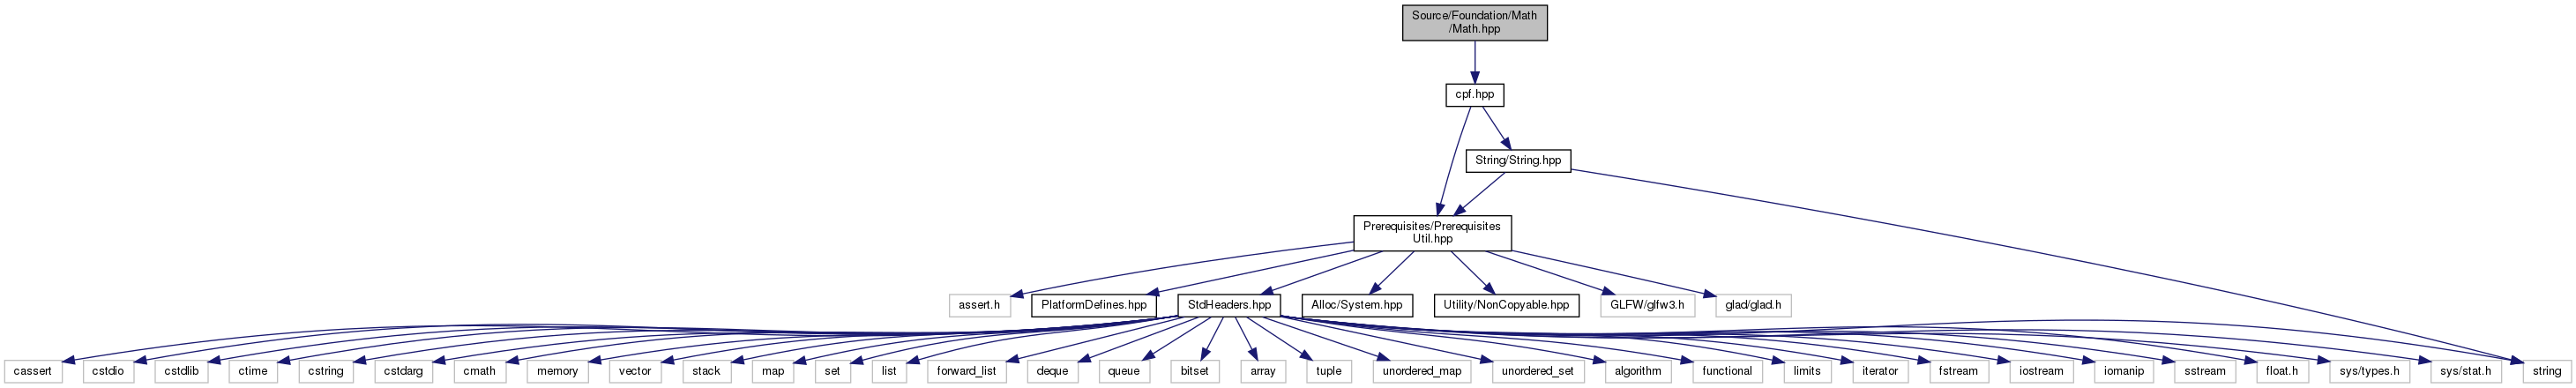 Source/Foundation/Math
/Math.hpp
cpf.hpp
String/String.hpp
Prerequisites/Prerequisites
Util.hpp
assert.h
PlatformDefines.hpp
StdHeaders.hpp
Alloc/System.hpp
Utility/NonCopyable.hpp
GLFW/glfw3.h
glad/glad.h
cassert
cstdio
cstdlib
ctime
cstring
cstdarg
cmath
memory
vector
stack
map
set
list
forward_list
deque
queue
bitset
array
tuple
unordered_map
unordered_set
algorithm
functional
limits
iterator
fstream
iostream
iomanip
sstream
float.h
sys/types.h
sys/stat.h
string